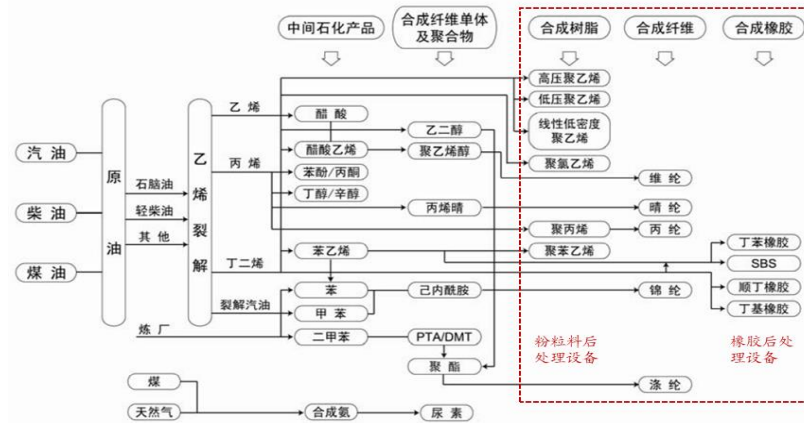 中间石化产品
合成纤维单体
及聚合物
合成树脂
合成纤维
合成橡胶
高压聚乙烯
低压聚乙烯
线性低密度
聚乙烯
聚氯乙烯
乙烯
醋酸
乙二醇
醋酸乙烯
聚乙烯醇
维纶
汽油
柴油
煤油
原油
石脑油
轻柴油
其他
乙烯裂解
丙烯
苯酚/丙酮
丁醇/辛醇
丙烯晴
晴纶
聚丙烯
丙纶
丁二烯
苯乙烯
聚苯乙烯
丁苯橡胶
SBS
顺丁橡胶
丁基橡胶
苯
己内酰胺
锦纶
裂解汽油
甲苯
炼厂
二甲苯
PTA/DMT
聚酯
涤纶
粉粒料后
处理设备
橡胶后处
理设备
煤
天然气
合成氨
尿素